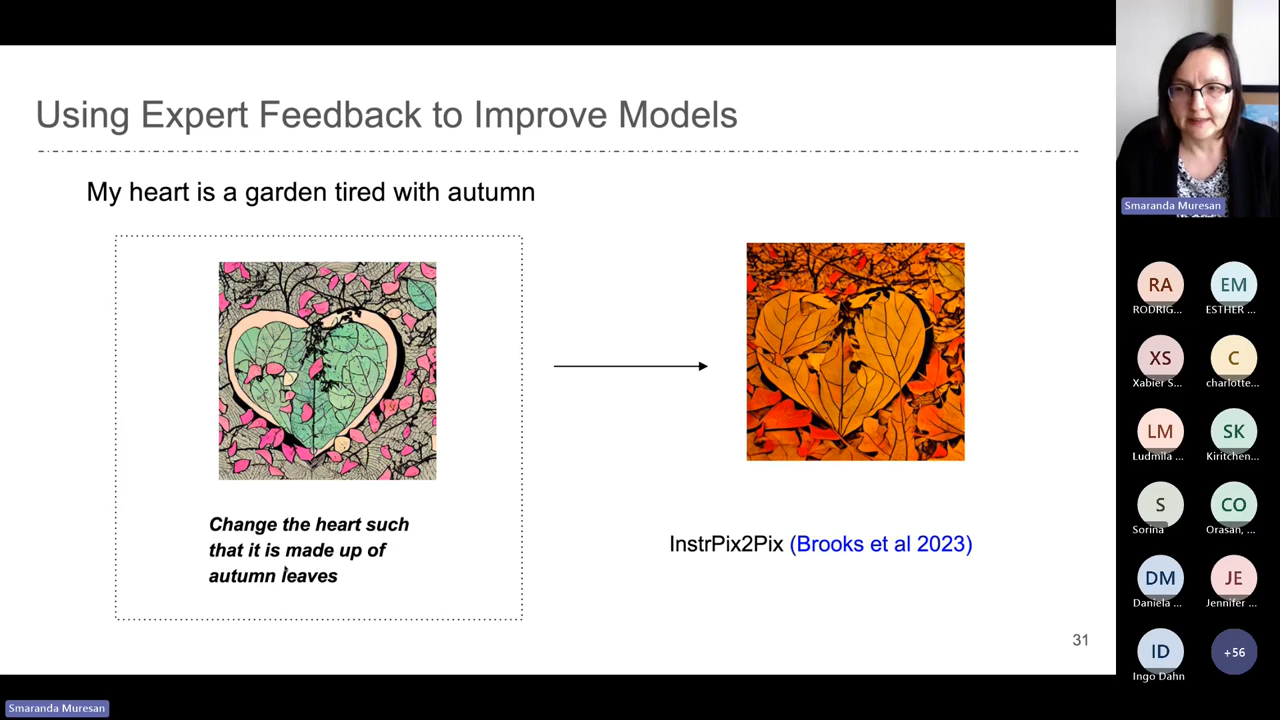 Using Expert Feedback to Improve Models
My heart is a garden tired with autumn
Change the heart such
that it is made up of
autumn leaves
InstrPix2Pix (Brooks et al 2023)
31
Smaranda Muresan
RA
RODRIG...
EM
ESTHER ...
XS
Xabier S...
C
charlotte...
LM
Ludmila ...
SK
Kiritchen...
S
Sorina
CO
Orasan, ...
DM
Daniela ...
JE
Jennifer ...
ID
Ingo Dahn
+56
Smaranda Muresan